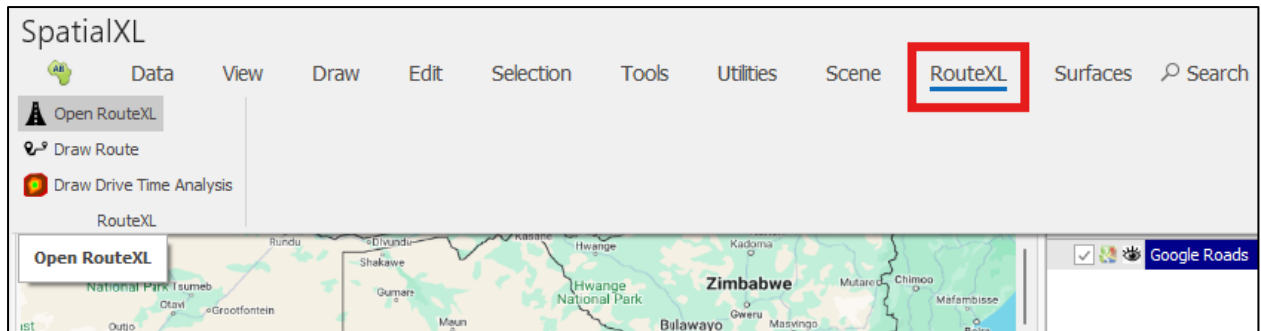 SpatialXL
AB Data View Draw Edit Selection Tools Utilities Scene RouteXL Surfaces Search
Open RouteXL
Draw Route
Draw Drive Time Analysis
RouteXL
Open RouteXL
Google Roads
Rundu
Divundu
Kasane
Hwange
Kadoma
Shakawe
National Park
Tsumeb
Gumare
Hwange
National Park
Zimbabwe
Mutare
Chimoo
Mafambisse
Otavi
Grootfontein
Gweru
Outjo
Maun
Bulawayo
Masvingo